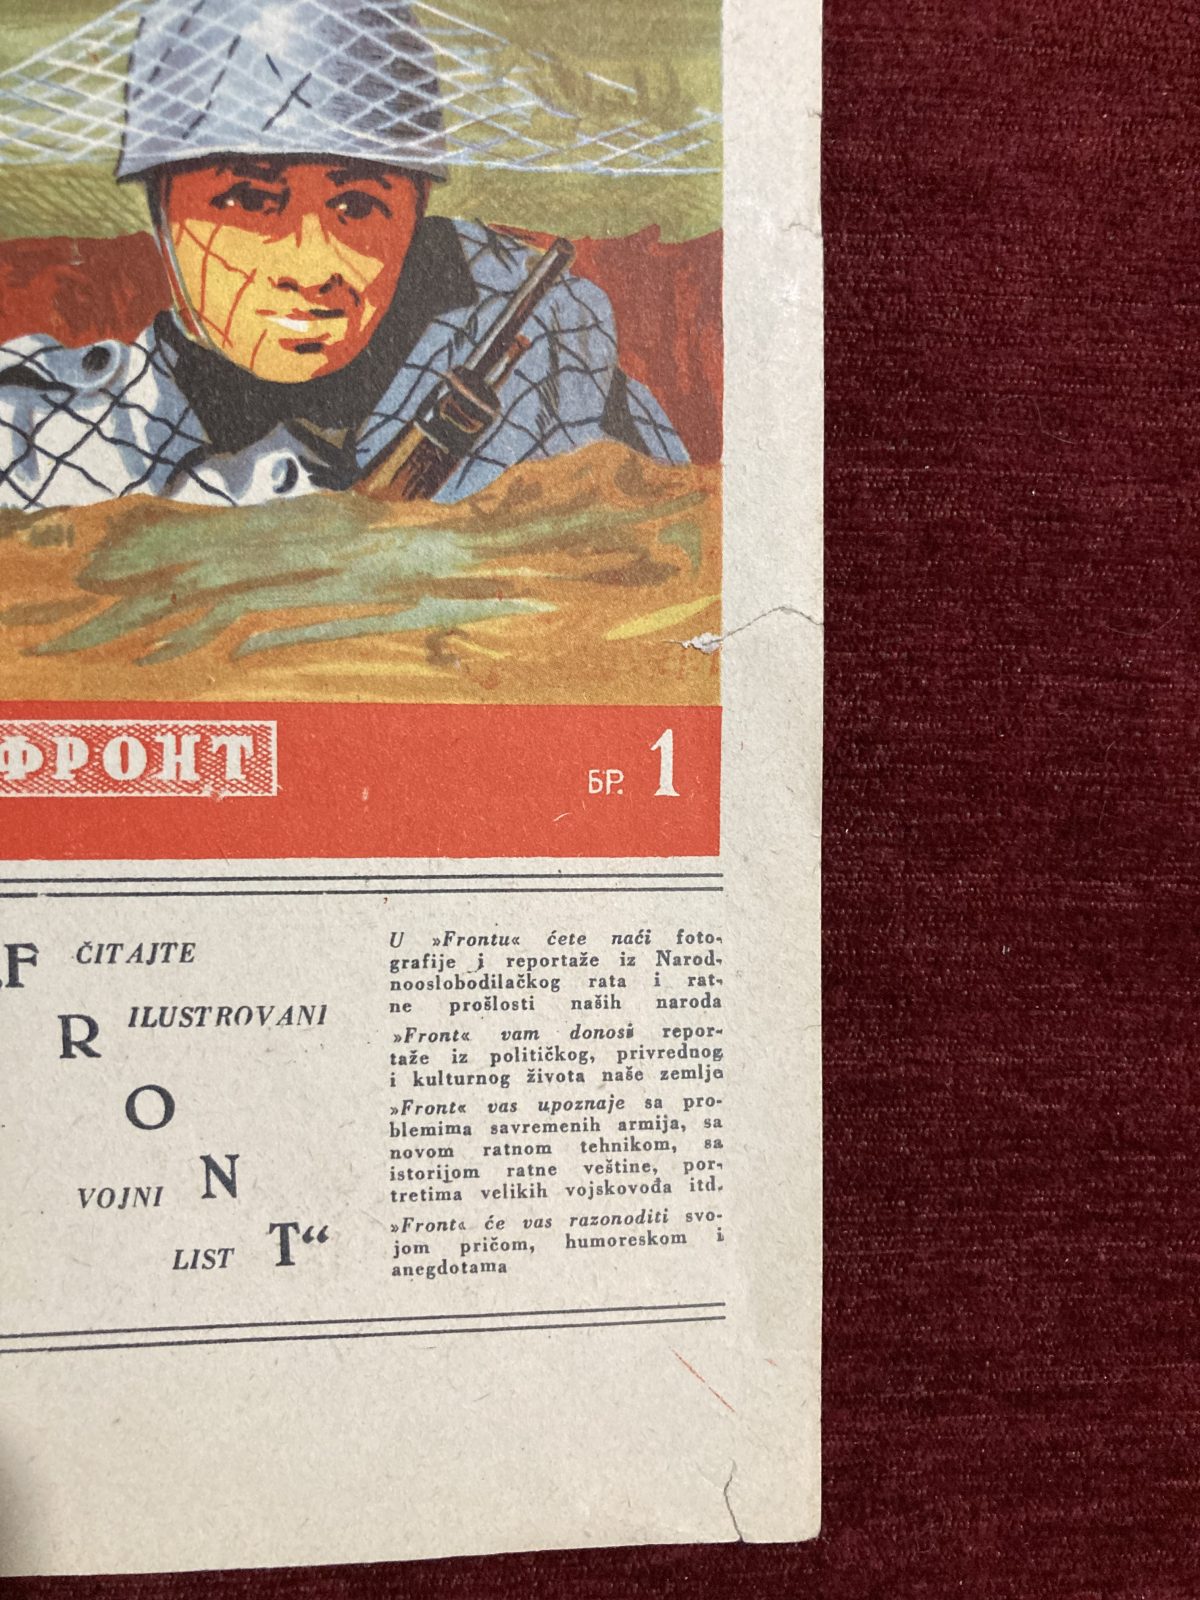 ФРОНТ
БР. 1
„F
ČITAJTE
R
ILUSTROVANI
O
VOJNI
N
LIST
T“
U »Frontu« ćete naći foto-
grafije i reportaže iz Narod-
nooslobodilačkog rata i rat-
ne prošlosti naših naroda
»Front« vam donosi repor-
taže iz političkog, privrednog
i kulturnog života naše zemlje
»Front« vas upoznaje sa pro-
blemima savremenih armija, sa
novom ratnom tehnikom, sa
istorijom ratne veštine, por-
tretima velikih vojskovođa itd.
»Front« će vas razonoditi svo-
jom pričom, humoreskom i
anegdotama